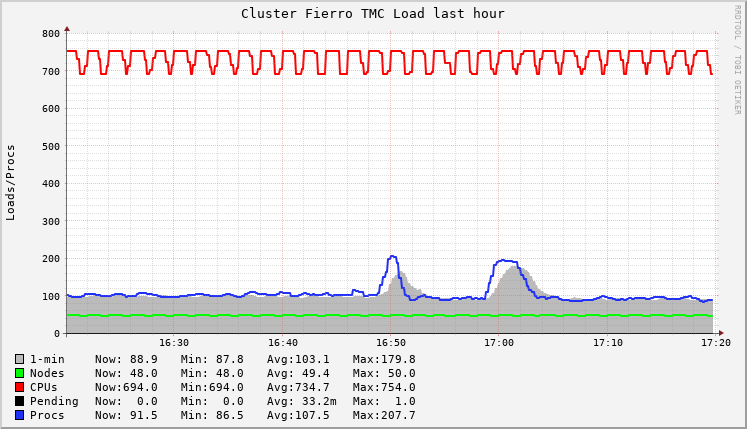 Cluster Fierro TMC Load last hour
RRDTOOL / TOBI OETIKER
Loads/Procs
800
700
600
500
400
300
200
100
0
16:30 16:40 16:50 17:00 17:10 17:20
1-min Now: 88.9 Min: 87.8 Avg:103.1 Max:179.8
Nodes Now: 48.0 Min: 48.0 Avg: 49.4 Max: 50.0
CPUs Now:694.0 Min:694.0 Avg:734.7 Max:754.0
Pending Now: 0.0 Min: 0.0 Avg: 33.2m Max: 1.0
Procs Now: 91.5 Min: 86.5 Avg:107.5 Max:207.7